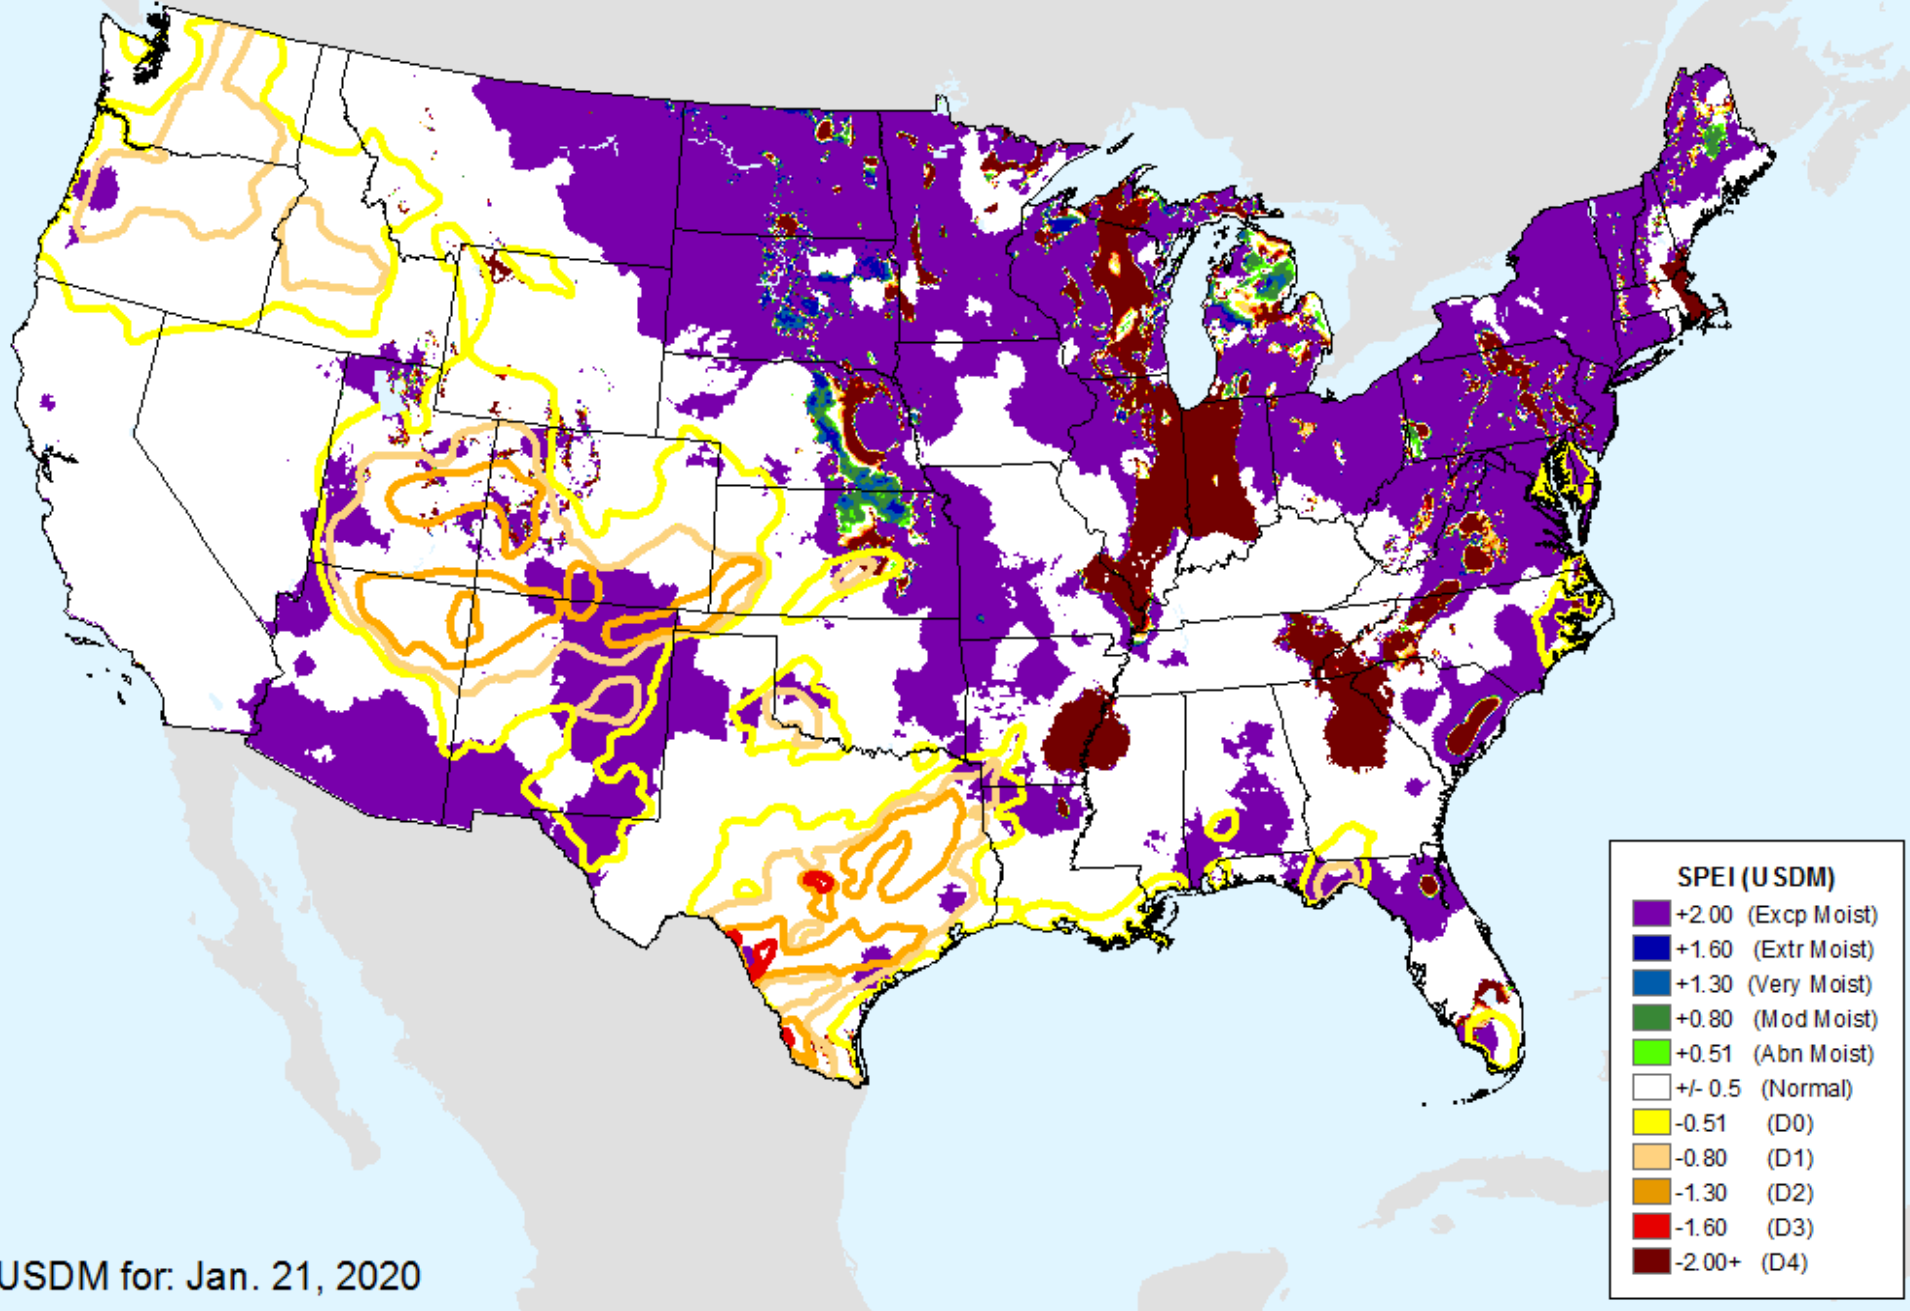 SPEI (USDM)
+2.00 (Excp Moist)
+1.60 (Extr Moist)
+1.30 (Very Moist)
+0.80 (Mod Moist)
+0.51 (Abn Moist)
+/- 0.5 (Normal)
-0.51 (D0)
-0.80 (D1)
-1.30 (D2)
-1.60 (D3)
-2.00+ (D4)
USDM for: Jan. 21, 2020